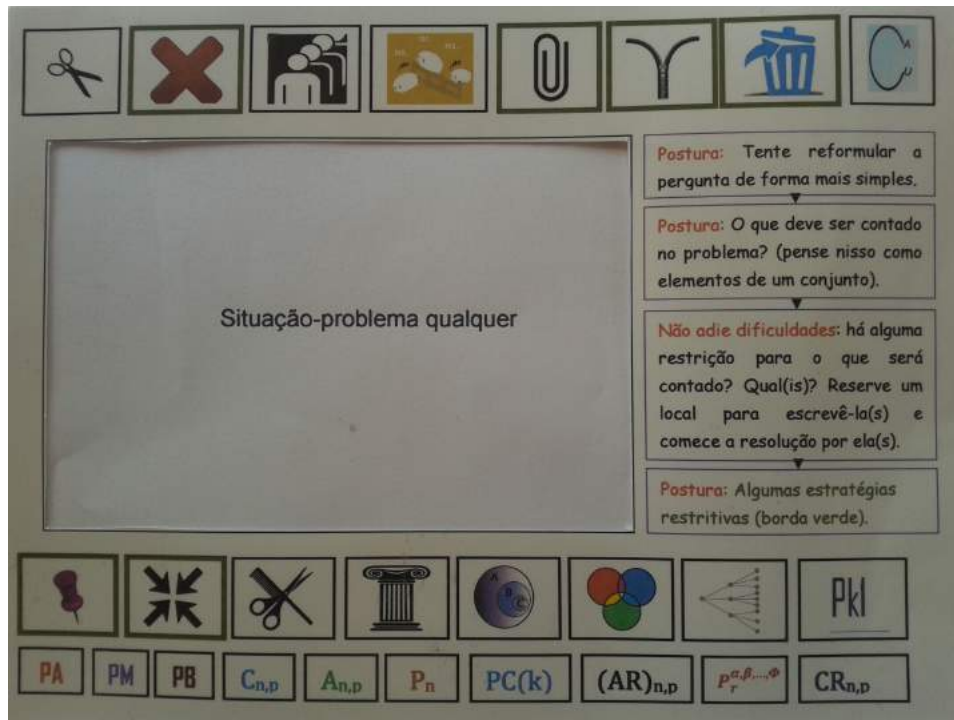 Postura: Tente reformular a
pergunta de forma mais simples.
Postura: O que deve ser contado
no problema? (pense nisso como
elementos de um conjunto).
Situação-problema qualquer
Não adie dificuldades: há alguma
restrição para o que será
contado? Qual(is)? Reserve um
local para escrevê-la(s) e
comece a resolução por ela(s).
Postura: Algumas estratégias
restritivas (borda verde).
PkI
PA PM PB Cn,p An,p Pn PC(k) (AR)n,p Prα,β,...,Φ CRn,p